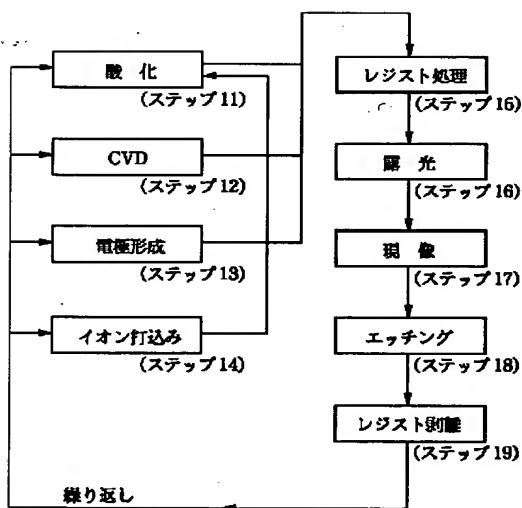 酸 化
(ステップ11)
CVD
(ステップ12)
電極形成
(ステップ13)
イオン打込み
(ステップ14)
繰り返し
レジスト処理
(ステップ15)
露 光
(ステップ16)
現 像
(ステップ17)
エッチング
(ステップ18)
レジスト剥離
(ステップ19)